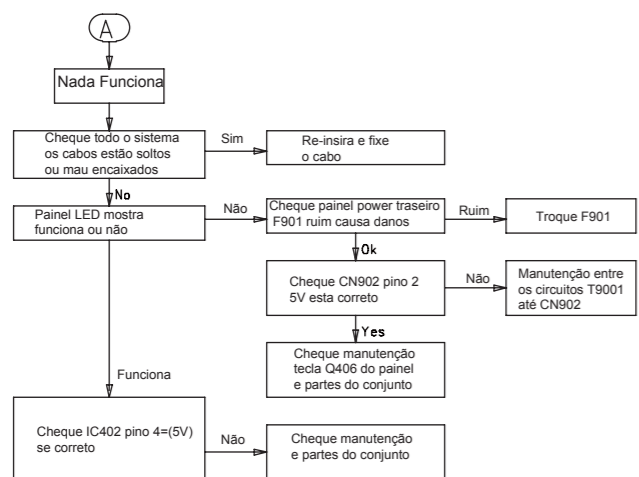 A
Nada Funciona
Cheque todo o sistema
os cabos estão soltos
ou mau encaixados
Sim
Re-insira e fixe
o cabo
No
Painel LED mostra
funciona ou não
Não
Cheque painel power traseiro
F901 ruim causa danos
Ruim
Troque F901
Ok
Cheque CN902 pino 2
5V esta correto
Não
Manutenção entre
os circuitos T9001
até CN902
Yes
Cheque manutenção
tecla Q406 do painel
e partes do conjunto
Funciona
Cheque IC402 pino 4=(5V)
se correto
Não
Cheque manutenção
e partes do conjunto